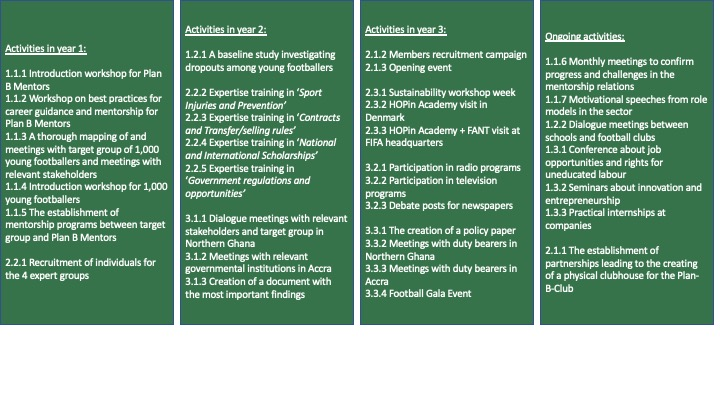 Activities in year 1:
1.1.1 Introduction workshop for Plan
B Mentors
1.1.2 Workshop on best practices for
career guidance and mentorship for
Plan B Mentors
1.1.3 A thorough mapping of and
meetings with target group of 1,000
young footballers and meetings with
relevant stakeholders
1.1.4 Introduction workshop for 1,000
young footballers
1.1.5 The establishment of
mentorship programs between target
group and Plan B Mentors
2.2.1 Recruitment of individuals for
the 4 expert groups
Activities in year 2:
1.2.1 A baseline study investigating
dropouts among young footballers
2.2.2 Expertise training in ‘Sport
Injuries and Prevention’
2.2.3 Expertise training in ‘Contracts
and Transfer/selling rules’
2.2.4 Expertise training in ‘National
and International Scholarships’
2.2.5 Expertise training in
‘Government regulations and
opportunities’
3.1.1 Dialogue meetings with relevant
stakeholders and target group in
Northern Ghana
3.1.2 Meetings with relevant
governmental institutions in Accra
3.1.3 Creation of a document with
the most important findings
Activities in year 3:
2.1.2 Members recruitment campaign
2.1.3 Opening event
2.3.1 Sustainability workshop week
2.3.2 HOPin Academy visit in
Denmark
2.3.3 HOPin Academy + FANT visit at
FIFA headquarters
3.2.1 Participation in radio programs
3.2.2 Participation in television
programs
3.2.3 Debate posts for newspapers
3.3.1 The creation of a policy paper
3.3.2 Meetings with duty bearers in
Northern Ghana
3.3.3 Meetings with duty bearers in
Accra
3.3.4 Football Gala Event
Ongoing activities:
1.1.6 Monthly meetings to confirm
progress and challenges in the
mentorship relations
1.1.7 Motivational speeches from role
models in the sector
1.2.2 Dialogue meetings between
schools and football clubs
1.3.1 Conference about job
opportunities and rights for
uneducated labour
1.3.2 Seminars about innovation and
entrepreneurship
1.3.3 Practical internships at
companies
2.1.1 The establishment of
partnerships leading to the creating
of a physical clubhouse for the Plan-
B-Club